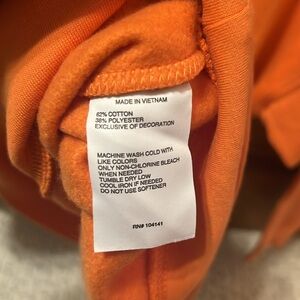 MADE IN VIETNAM
62% COTTON
38% POLYESTER
EXCLUSIVE OF DECORATION
MACHINE WASH COLD WITH
LIKE COLORS
ONLY NON-CHLORINE BLEACH
WHEN NEEDED
TUMBLE DRY LOW
COOL IRON IF NEEDED
DO NOT USE SOFTENER
RN# 104141